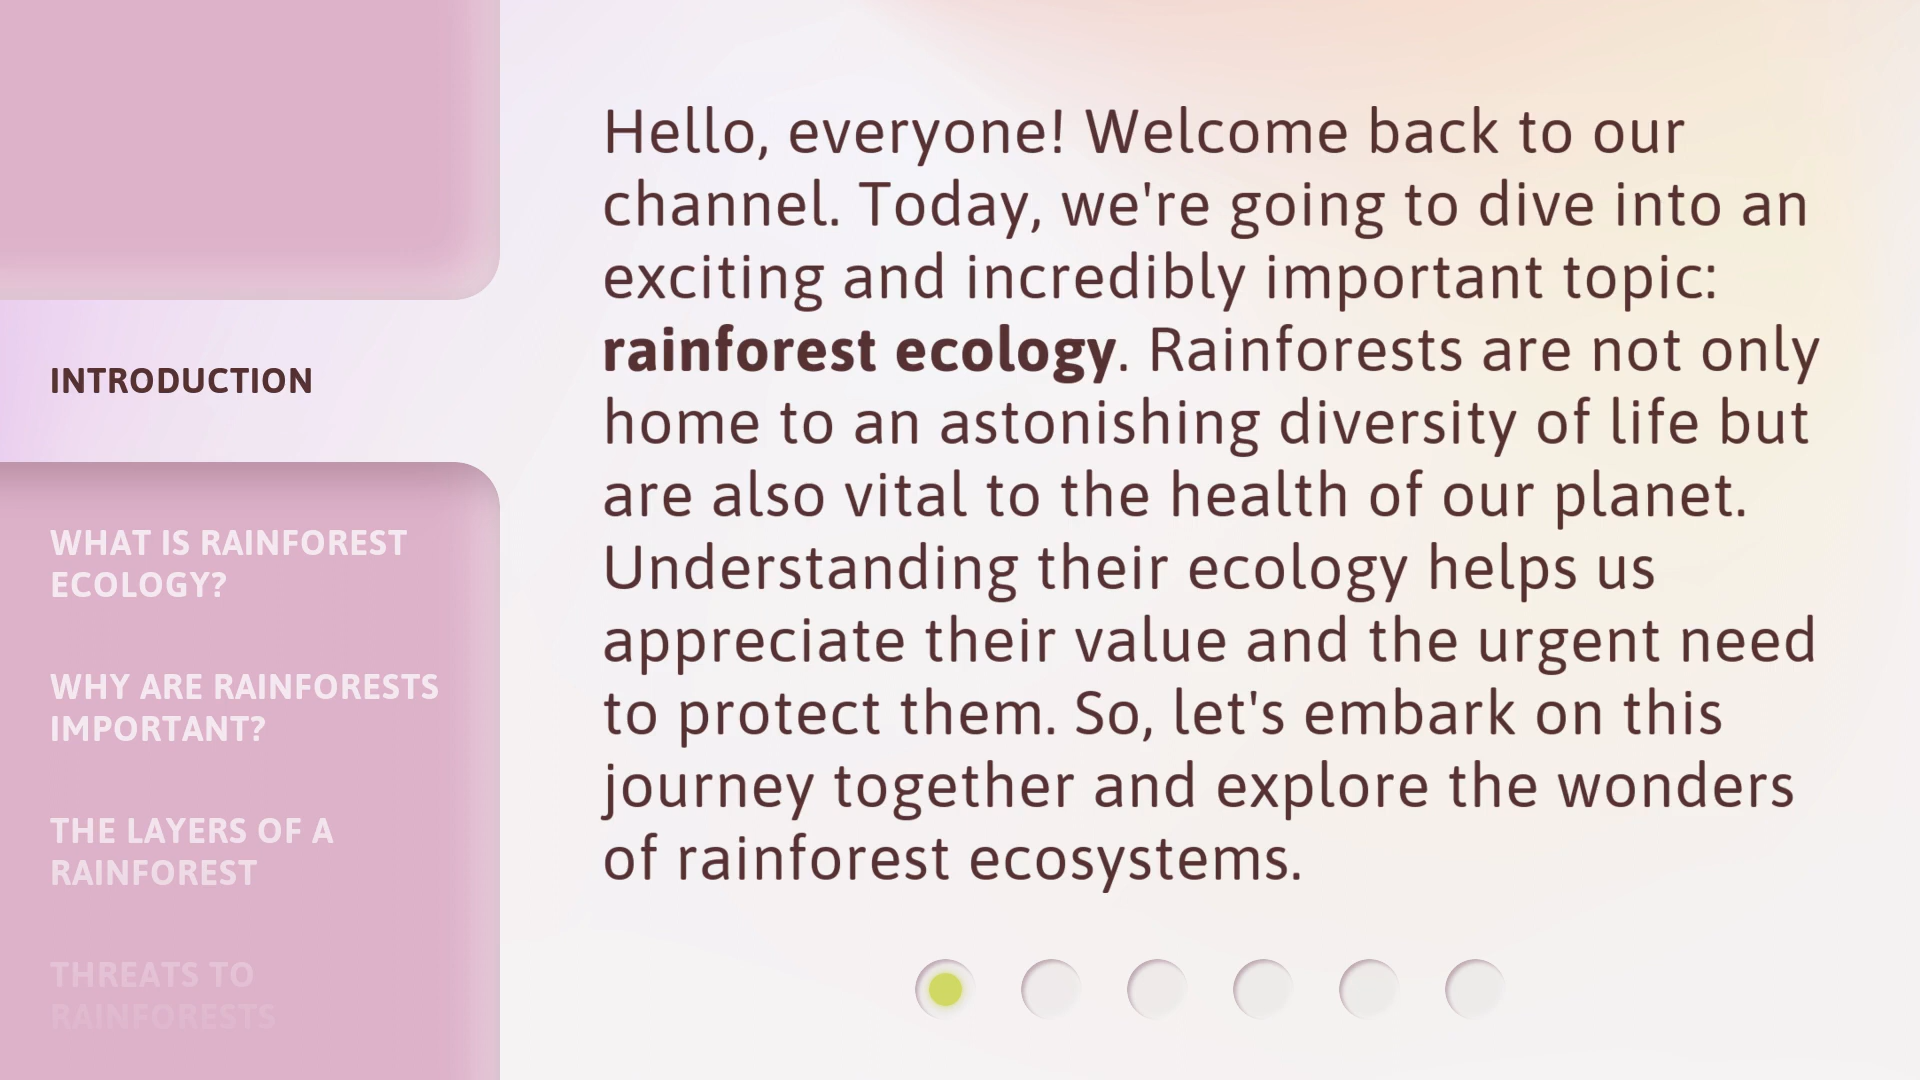 INTRODUCTION
WHAT IS RAINFOREST
ECOLOGY?
WHY ARE RAINFORESTS
IMPORTANT?
THE LAYERS OF A
RAINFOREST
THREATS TO
RAINFORESTS
Hello, everyone! Welcome back to our
channel. Today, we're going to dive into an
exciting and incredibly important topic:
rainforest ecology. Rainforests are not only
home to an astonishing diversity of life but
are also vital to the health of our planet.
Understanding their ecology helps us
appreciate their value and the urgent need
to protect them. So, let's embark on this
journey together and explore the wonders
of rainforest ecosystems.